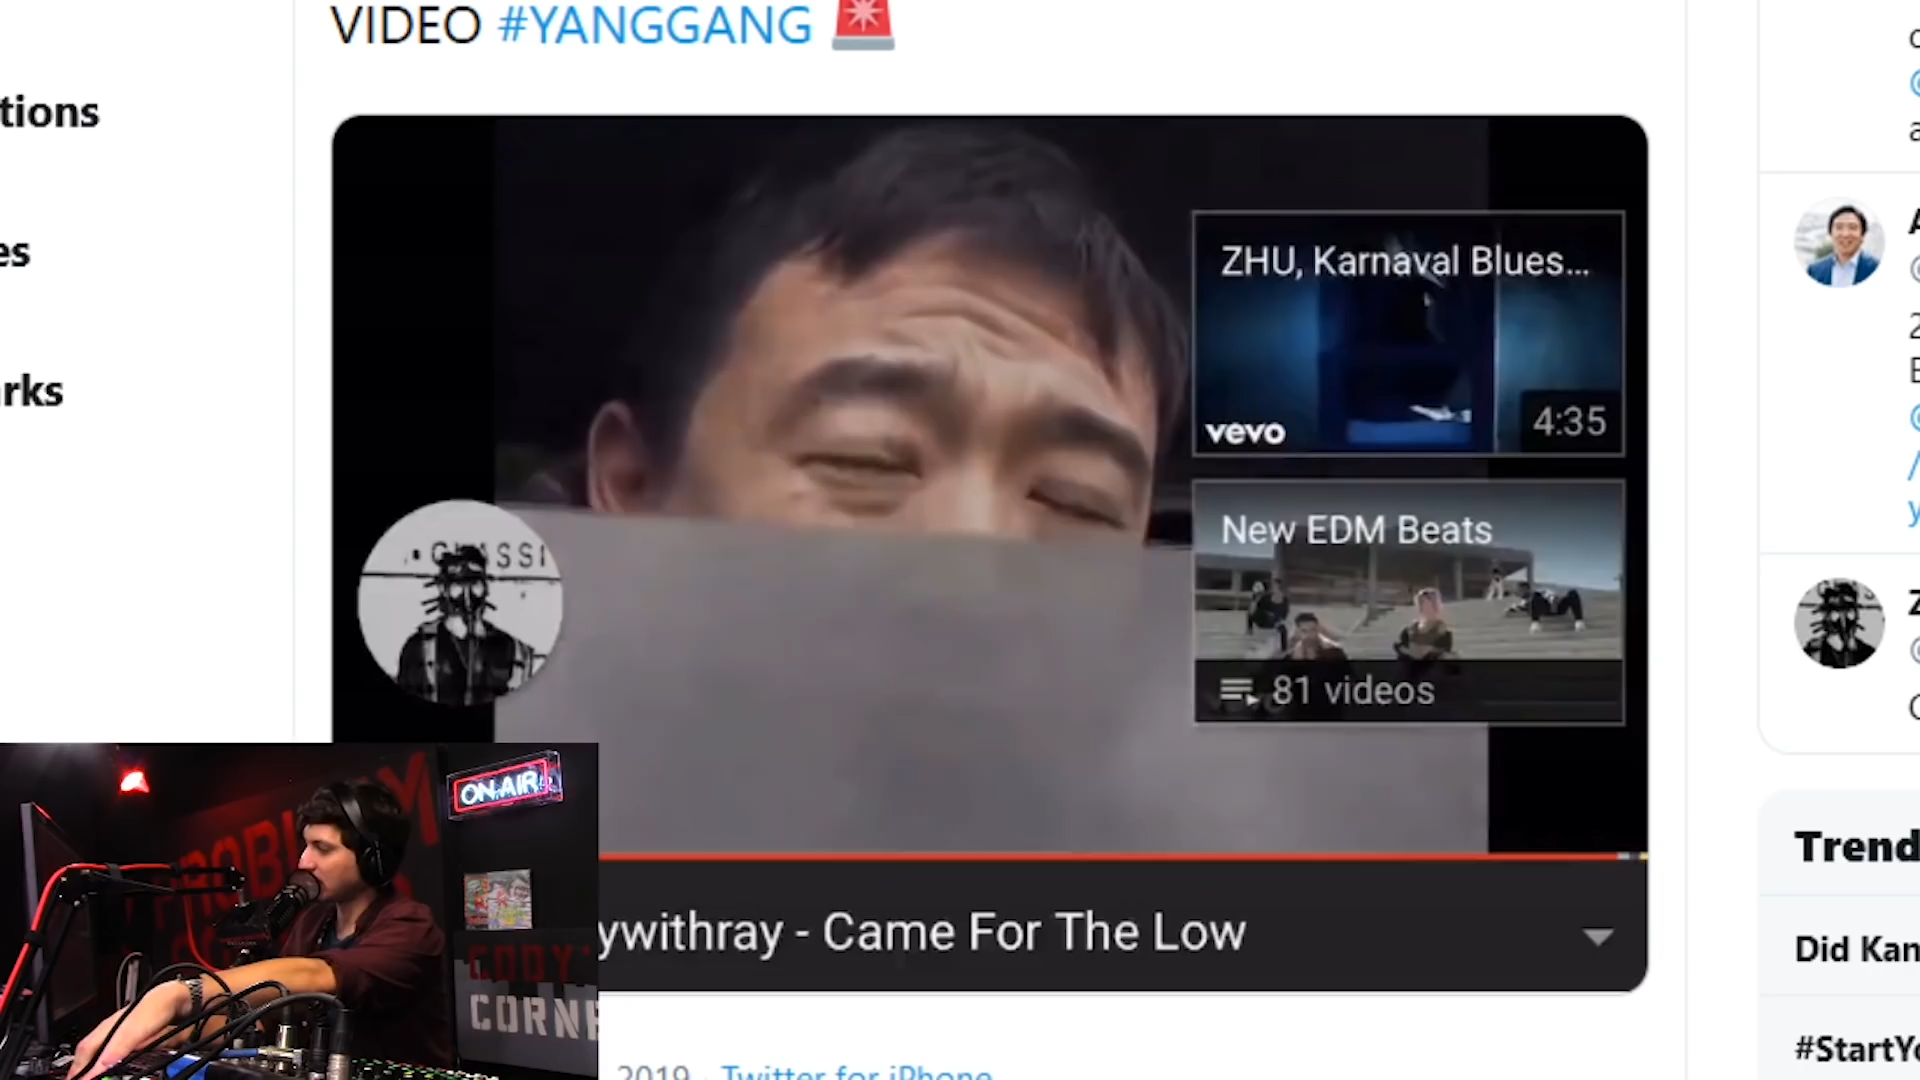 VIDEO #YANGGANG
tions
es
rks
ZHU, Karnaval Blues...
vevo
4:35
New EDM Beats
81 videos
ywithray - Came For The Low
ON AIR
CODY'
CORN
2019 · Twitter for iPhone
Trend
Did Kan
#StartYo